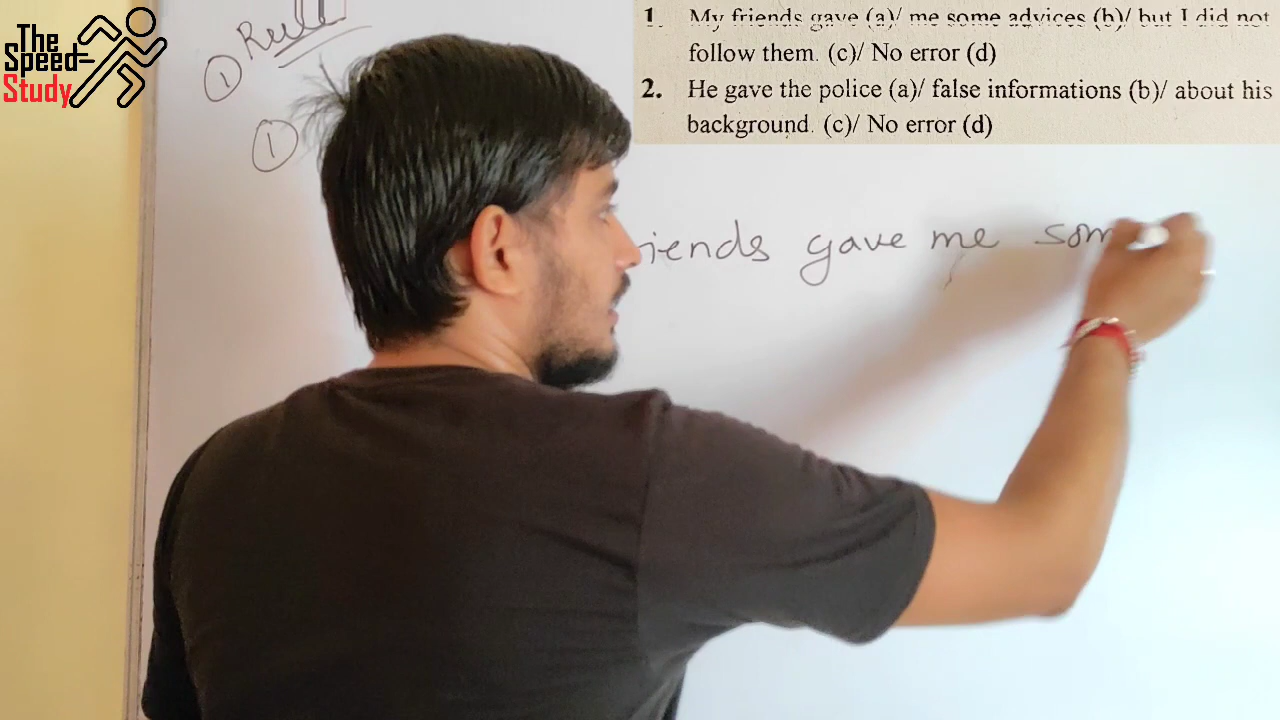 The
Speed
Study
① Rule
①
1. My friends gave (a)/ me some advices (b)/ but I did not
follow them. (c)/ No error (d)
2. He gave the police (a)/ false informations (b)/ about his
background. (c)/ No error (d)
riends gave me som